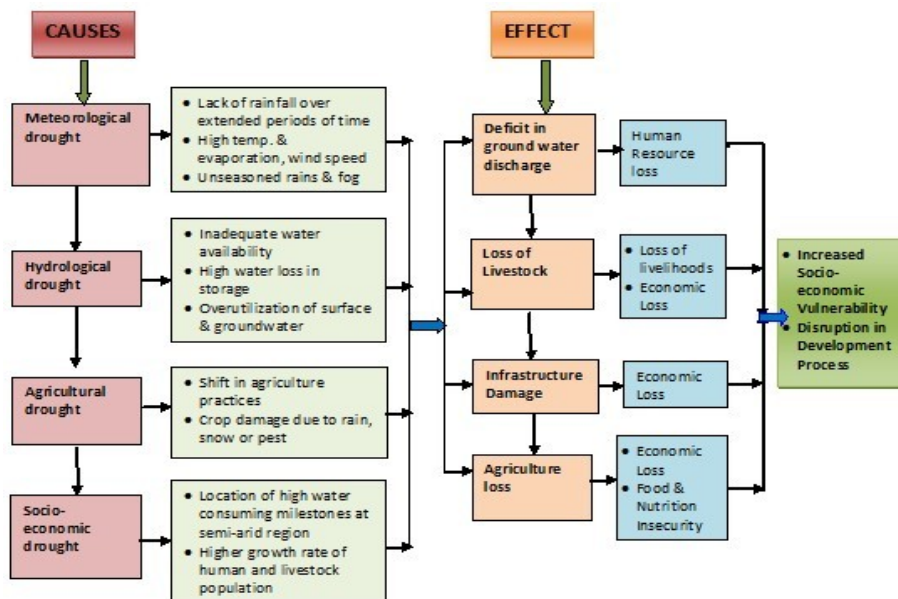 CAUSES
Meteorological
drought
• Lack of rainfall over
extended periods of time
• High temp. &
evaporation, wind speed
• Unseasoned rains & fog
Hydrological
drought
• Inadequate water
availability
• High water loss in
storage
• Overutilization of surface
& groundwater
Agricultural
drought
• Shift in agriculture
practices
• Crop damage due to rain,
snow or pest
Socio-
economic
drought
• Location of high water
consuming milestones at
semi-arid region
• Higher growth rate of
human and livestock
population
EFFECT
Deficit in
ground water
discharge
Human
Resource
loss
Loss of
Livestock
• Loss of
livelihoods
• Economic
Loss
Infrastructure
Damage
Economic
Loss
Agriculture
loss
• Economic
Loss
• Food &
Nutrition
Insecurity
• Increased
Socio-
economic
Vulnerability
• Disruption in
Development
Process